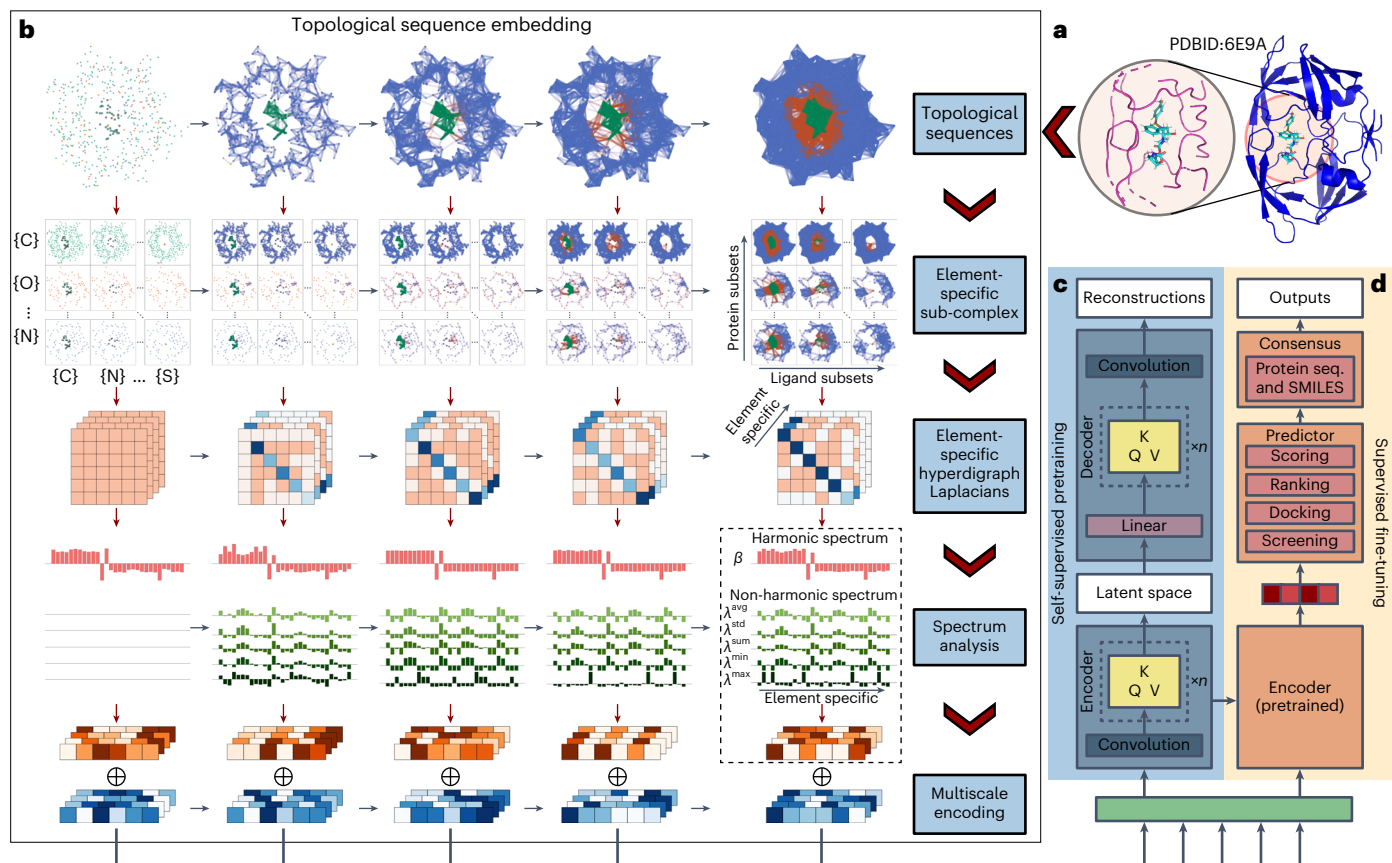 b
Topological sequence embedding
Topological
sequences
{C}
{O}
⋮
{N}
{C} {N} ... {S}
Protein subsets
Ligand subsets
Element-
specific
sub-complex
Element
specific
Element-
specific
hyperdigraph
Laplacians
Harmonic spectrum
β
Non-harmonic spectrum
λavg
λstd
λsum
λmin
λmax
Element specific
Spectrum
analysis
Multiscale
encoding
a
PDBID:6E9A
c
Self-supervised pretraining
Reconstructions
Decoder
Convolution
K
Q V
×n
Linear
Latent space
Encoder
K
Q V
×n
Convolution
d
Supervised fine-tuning
Outputs
Consensus
Protein seq.
and SMILES
Predictor
Scoring
Ranking
Docking
Screening
Encoder
(pretrained)